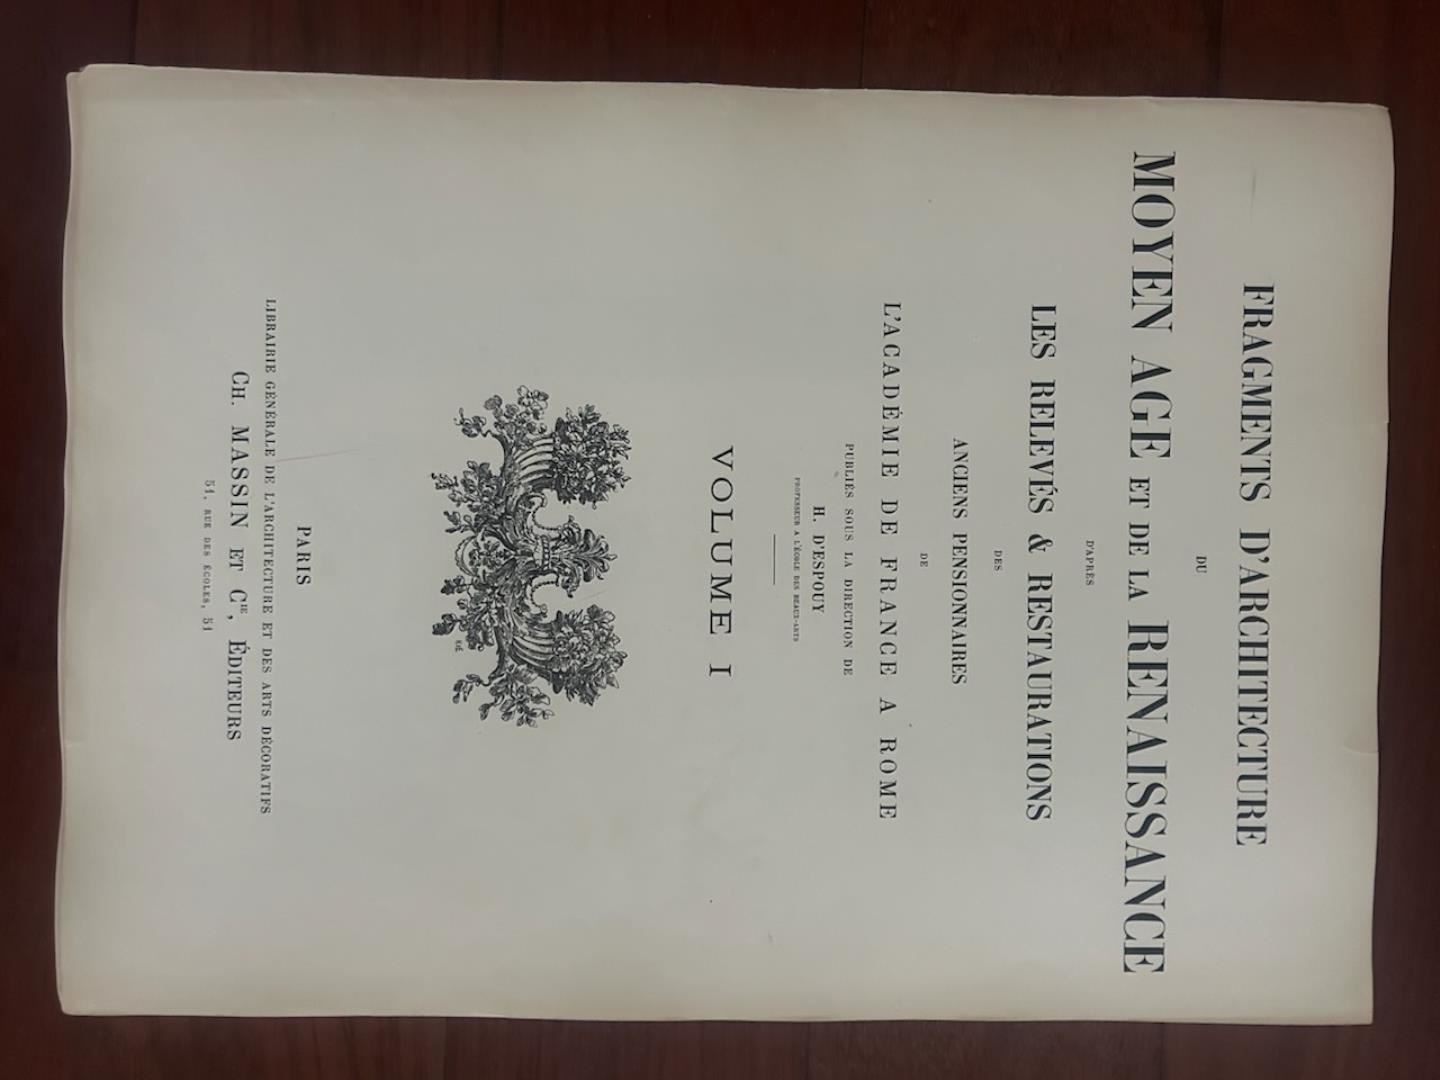 FRAGMENTS D'ARCHITECTURE
DU
MOYEN AGE ET DE LA RENAISSANCE
D'APRÈS
LES RELEVÉS & RESTAURATIONS
DES
ANCIENS PENSIONNAIRES
DE
L'ACADÉMIE DE FRANCE A ROME
PUBLIÉS SOUS LA DIRECTION DE
H. D'ESPOUY
PROFESSEUR A L'ÉCOLE DES BEAUX-ARTS
VOLUME I
PARIS
LIBRAIRIE GÉNÉRALE DE L'ARCHITECTURE ET DES ARTS DÉCORATIFS
CH. MASSIN ET CIE, ÉDITEURS
51, RUE DES ÉCOLES, 51